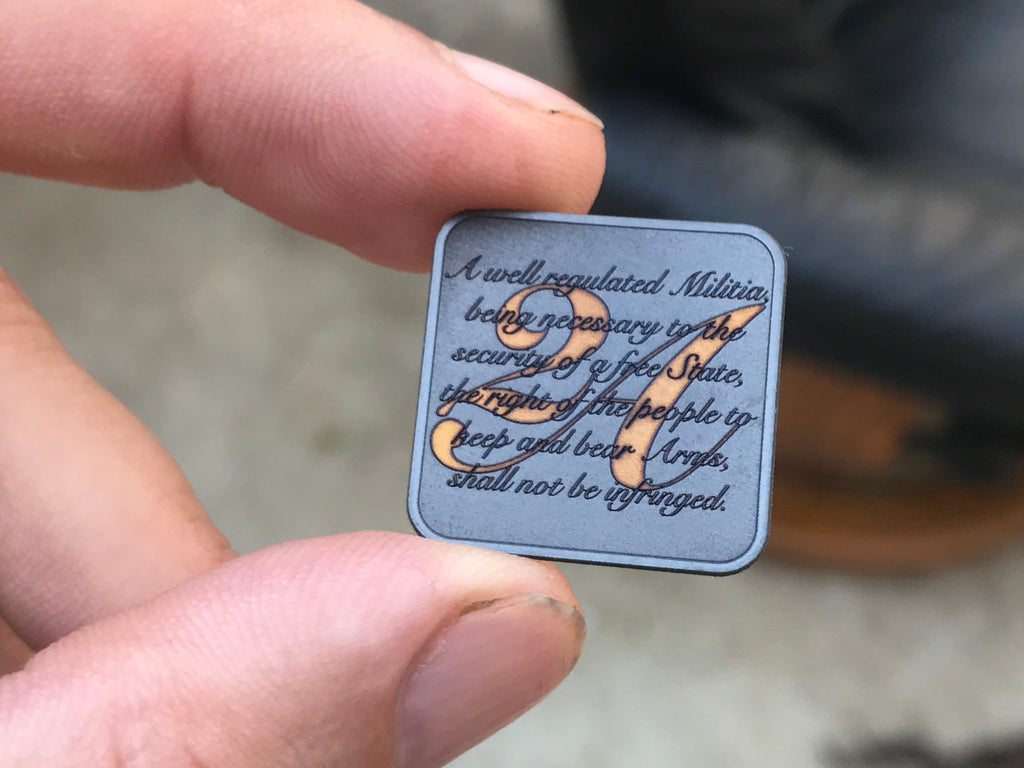 A well regulated Militia,
being necessary to the
security of a free State,
the right of the people to
keep and bear Arms,
shall not be infringed.
2A